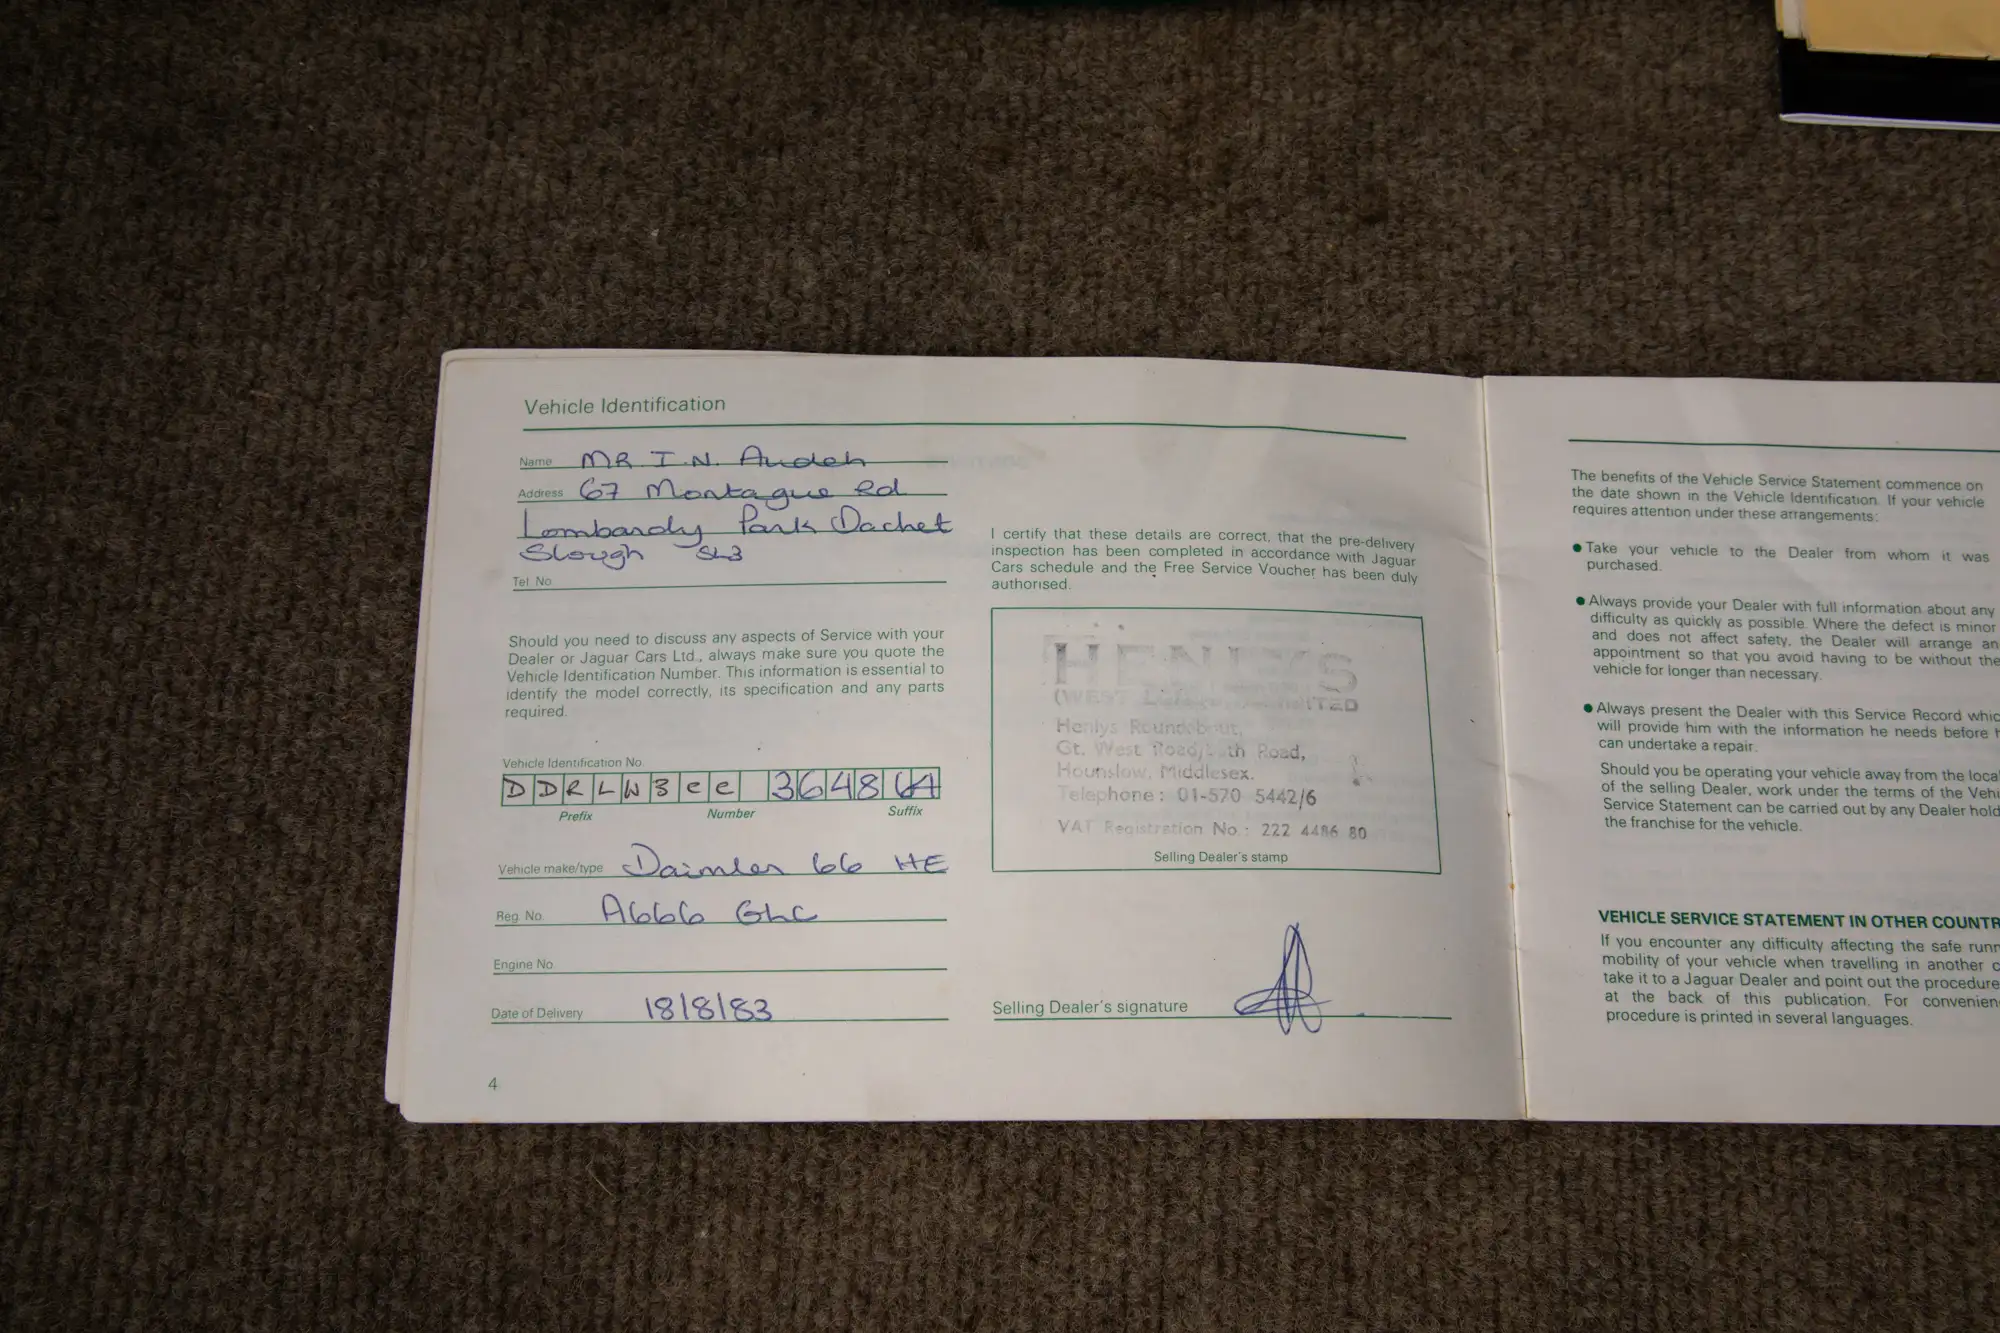 Vehicle Identification
Name MR I.N. Audeh
Address 67 Montague Rd
Lombardy Park Dachet
Slough SL3
Tel. No.
Should you need to discuss any aspects of Service with your
Dealer or Jaguar Cars Ltd., always make sure you quote the
Vehicle Identification Number. This information is essential to
identify the model correctly, its specification and any parts
required.
Vehicle Identification No.
DDRLW3CC 3648
Prefix Number Suffix
Vehicle make/type Daimler 66 HE
Reg. No. A666 GLC
Engine No.
Date of Delivery 18/8/83
4
I certify that these details are correct, that the pre-delivery
inspection has been completed in accordance with Jaguar
Cars schedule and the Free Service Voucher has been duly
authorised.
HENLYS
(WEST LIMITED
Henlys Roundabout,
Gt. West Road, Bath Road,
Hounslow, Middlesex.
Telephone: 01-570 5442/6
VAT Registration No.: 222 4486 80
Selling Dealer's stamp
Selling Dealer's signature
The benefits of the Vehicle Service Statement commence on
the date shown in the Vehicle Identification. If your vehicle
requires attention under these arrangements:
● Take your vehicle to the Dealer from whom it was
purchased.
● Always provide your Dealer with full information about any
difficulty as quickly as possible. Where the defect is minor
and does not affect safety, the Dealer will arrange an
appointment so that you avoid having to be without the
vehicle for longer than necessary.
● Always present the Dealer with this Service Record whic
will provide him with the information he needs before h
can undertake a repair.
Should you be operating your vehicle away from the loca
of the selling Dealer, work under the terms of the Vehi
Service Statement can be carried out by any Dealer hold
the franchise for the vehicle.
VEHICLE SERVICE STATEMENT IN OTHER COUNTR
If you encounter any difficulty affecting the safe runn
mobility of your vehicle when travelling in another c
take it to a Jaguar Dealer and point out the procedure
at the back of this publication. For convenien
procedure is printed in several languages.